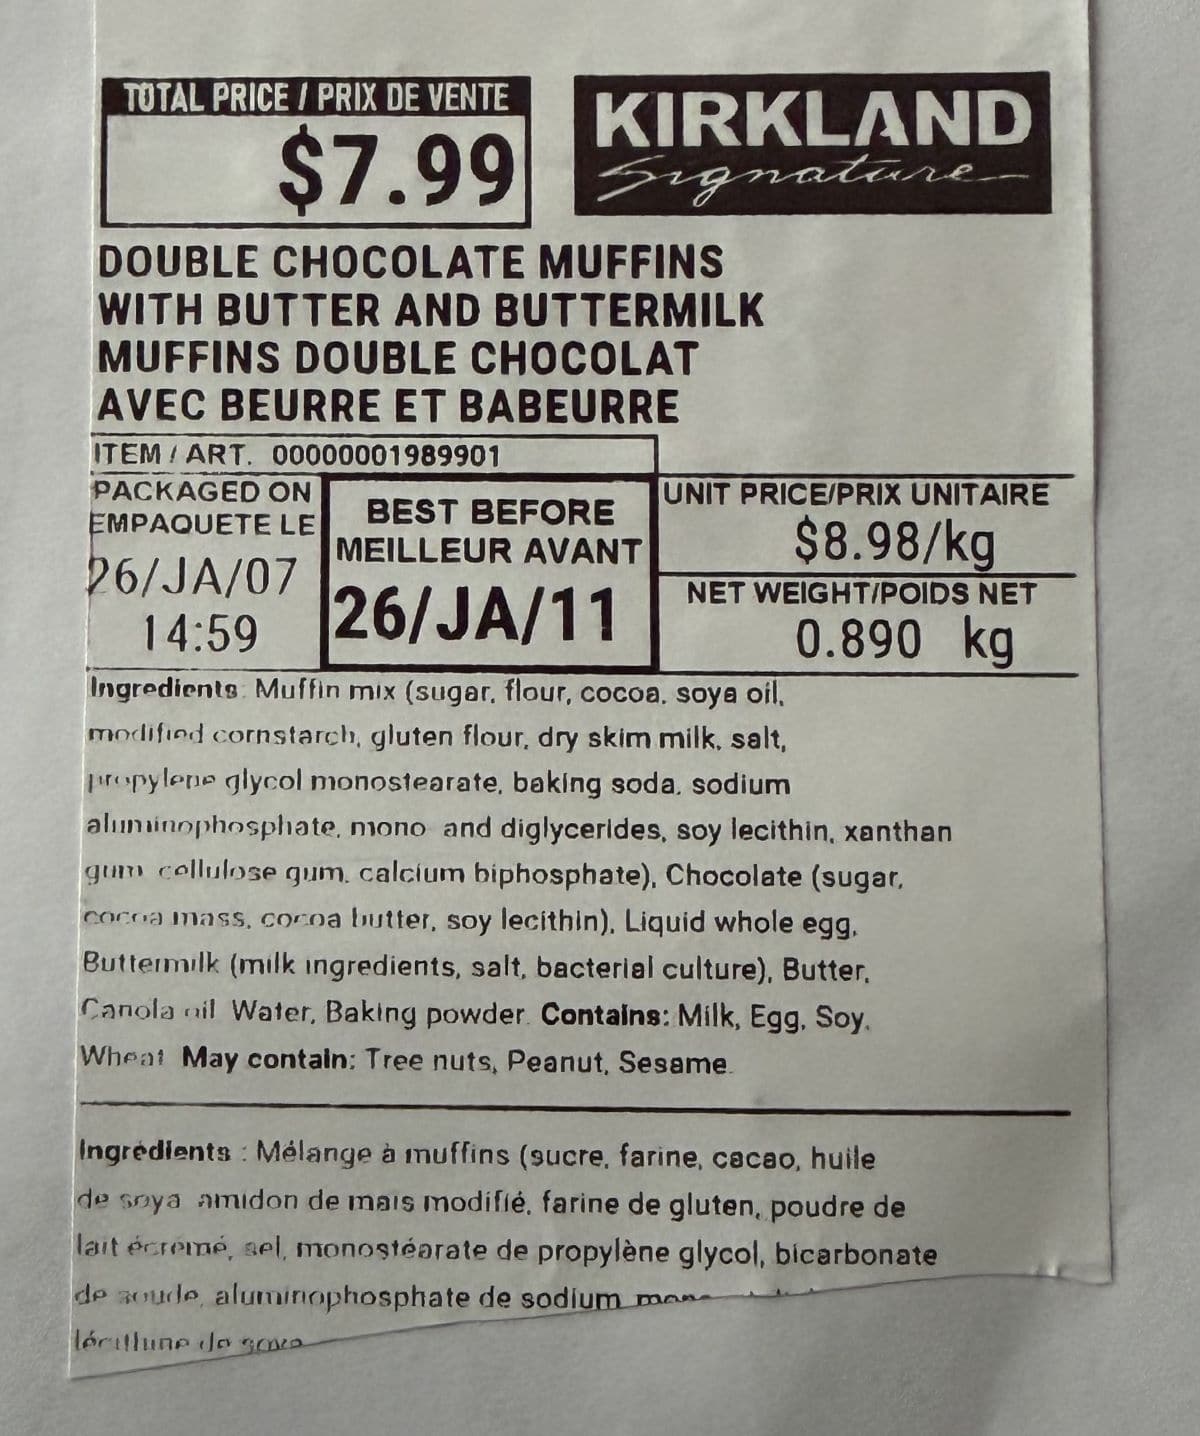 TOTAL PRICE / PRIX DE VENTE
$7.99
KIRKLAND
Signature
DOUBLE CHOCOLATE MUFFINS
WITH BUTTER AND BUTTERMILK
MUFFINS DOUBLE CHOCOLAT
AVEC BEURRE ET BABEURRE
ITEM / ART. 00000001989901
PACKAGED ON
EMPAQUETE LE
26/JA/07
14:59
BEST BEFORE
MEILLEUR AVANT
26/JA/11
UNIT PRICE/PRIX UNITAIRE
$8.98/kg
NET WEIGHT/POIDS NET
0.890 kg
Ingredients: Muffin mix (sugar, flour, cocoa, soya oil,
modified cornstarch, gluten flour, dry skim milk, salt,
propylene glycol monostearate, baking soda, sodium
aluminophosphate, mono and diglycerides, soy lecithin, xanthan
gum cellulose gum, calcium biphosphate), Chocolate (sugar,
cocoa mass, cocoa butter, soy lecithin), Liquid whole egg,
Buttermilk (milk ingredients, salt, bacterial culture), Butter,
Canola oil Water, Baking powder. Contains: Milk, Egg, Soy,
Wheat May contain: Tree nuts, Peanut, Sesame.
Ingrédients : Mélange à muffins (sucre, farine, cacao, huile
de soya amidon de maïs modifié, farine de gluten, poudre de
lait écrémé, sel, monostéarate de propylène glycol, bicarbonate
de soude, aluminophosphate de sodium
lécithine de soya